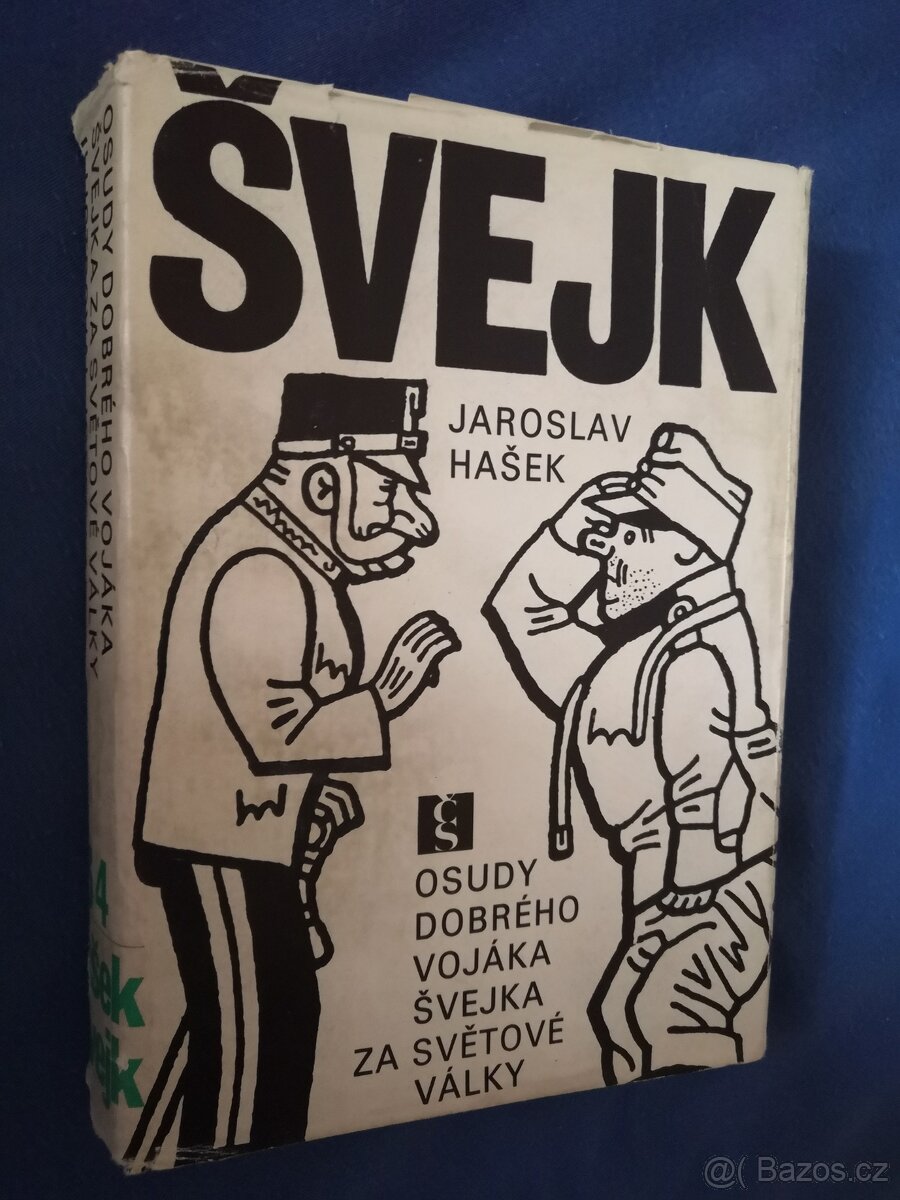 ŠVEJK
JAROSLAV
HAŠEK
ČS
OSUDY
DOBRÉHO
VOJÁKA
ŠVEJKA
ZA SVĚTOVÉ
VÁLKY
OSUDY DOBRÉHO VOJÁKA
ŠVEJKA ZA SVĚTOVÉ VÁLKY
4
@( Bazos.cz